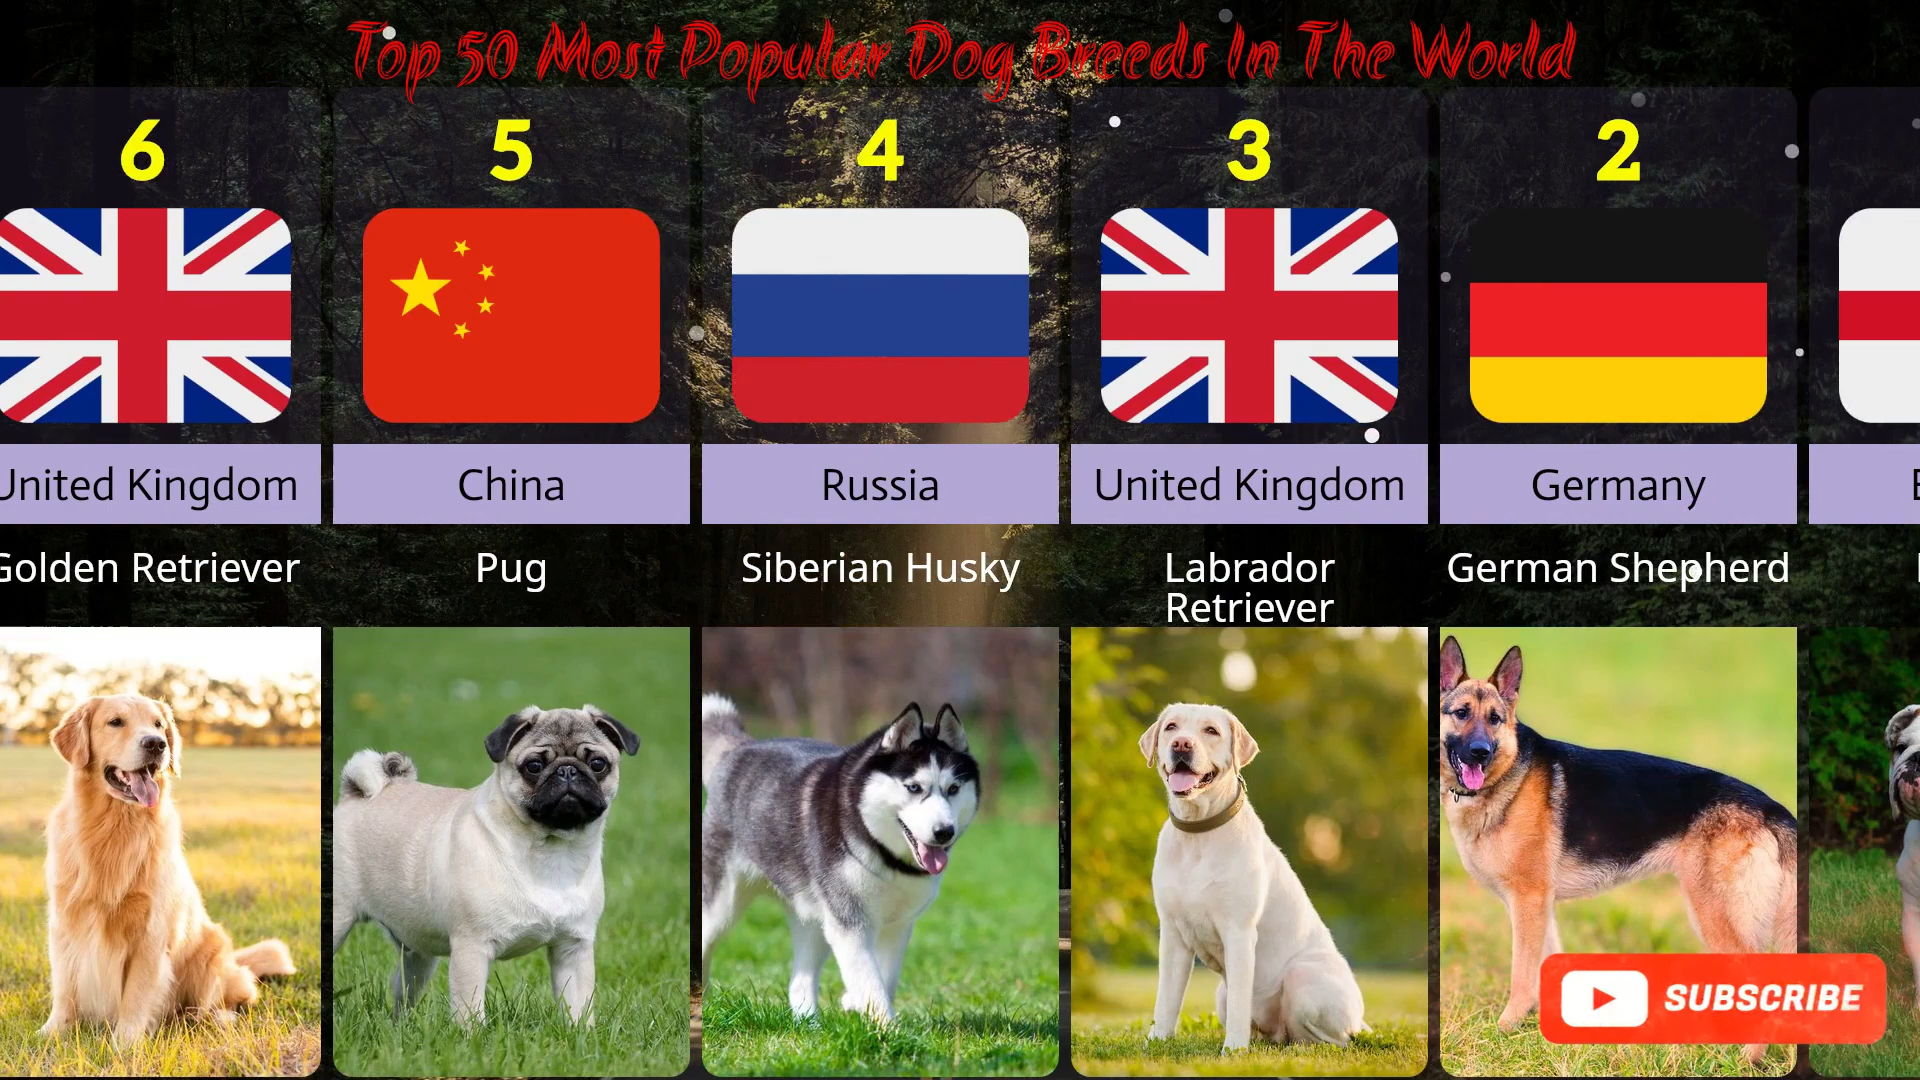 Top 50 Most Popular Dog Breeds In The World
6
5
4
3
2
United Kingdom
China
Russia
United Kingdom
Germany
Golden Retriever
Pug
Siberian Husky
Labrador
Retriever
German Shepherd
SUBSCRIBE